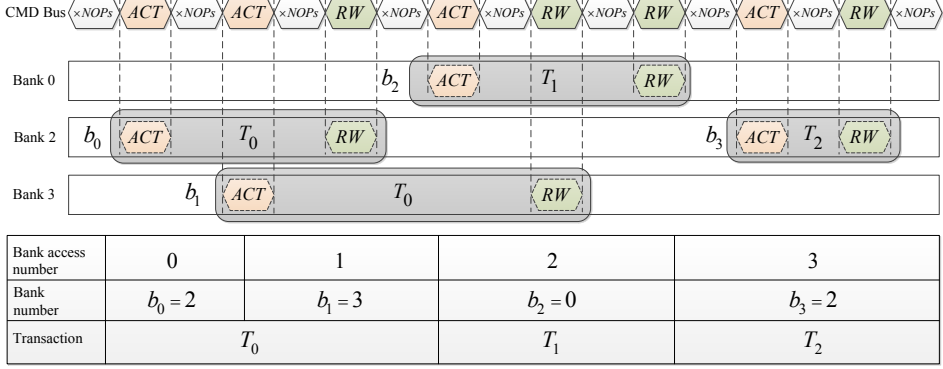 CMD Bus ×NOPs ACT ×NOPs ACT ×NOPs RW ×NOPs ACT ×NOPs RW ×NOPs RW ×NOPs ACT ×NOPs RW ×NOPs
Bank 0 b₂ ACT T₁ RW
Bank 2 b₀ ACT T₀ RW b₃ ACT T₂ RW
Bank 3 b₁ ACT T₀ RW
Bank access number 0 1 2 3
Bank number b₀ = 2 b₁ = 3 b₂ = 0 b₃ = 2
Transaction T₀ T₁ T₂